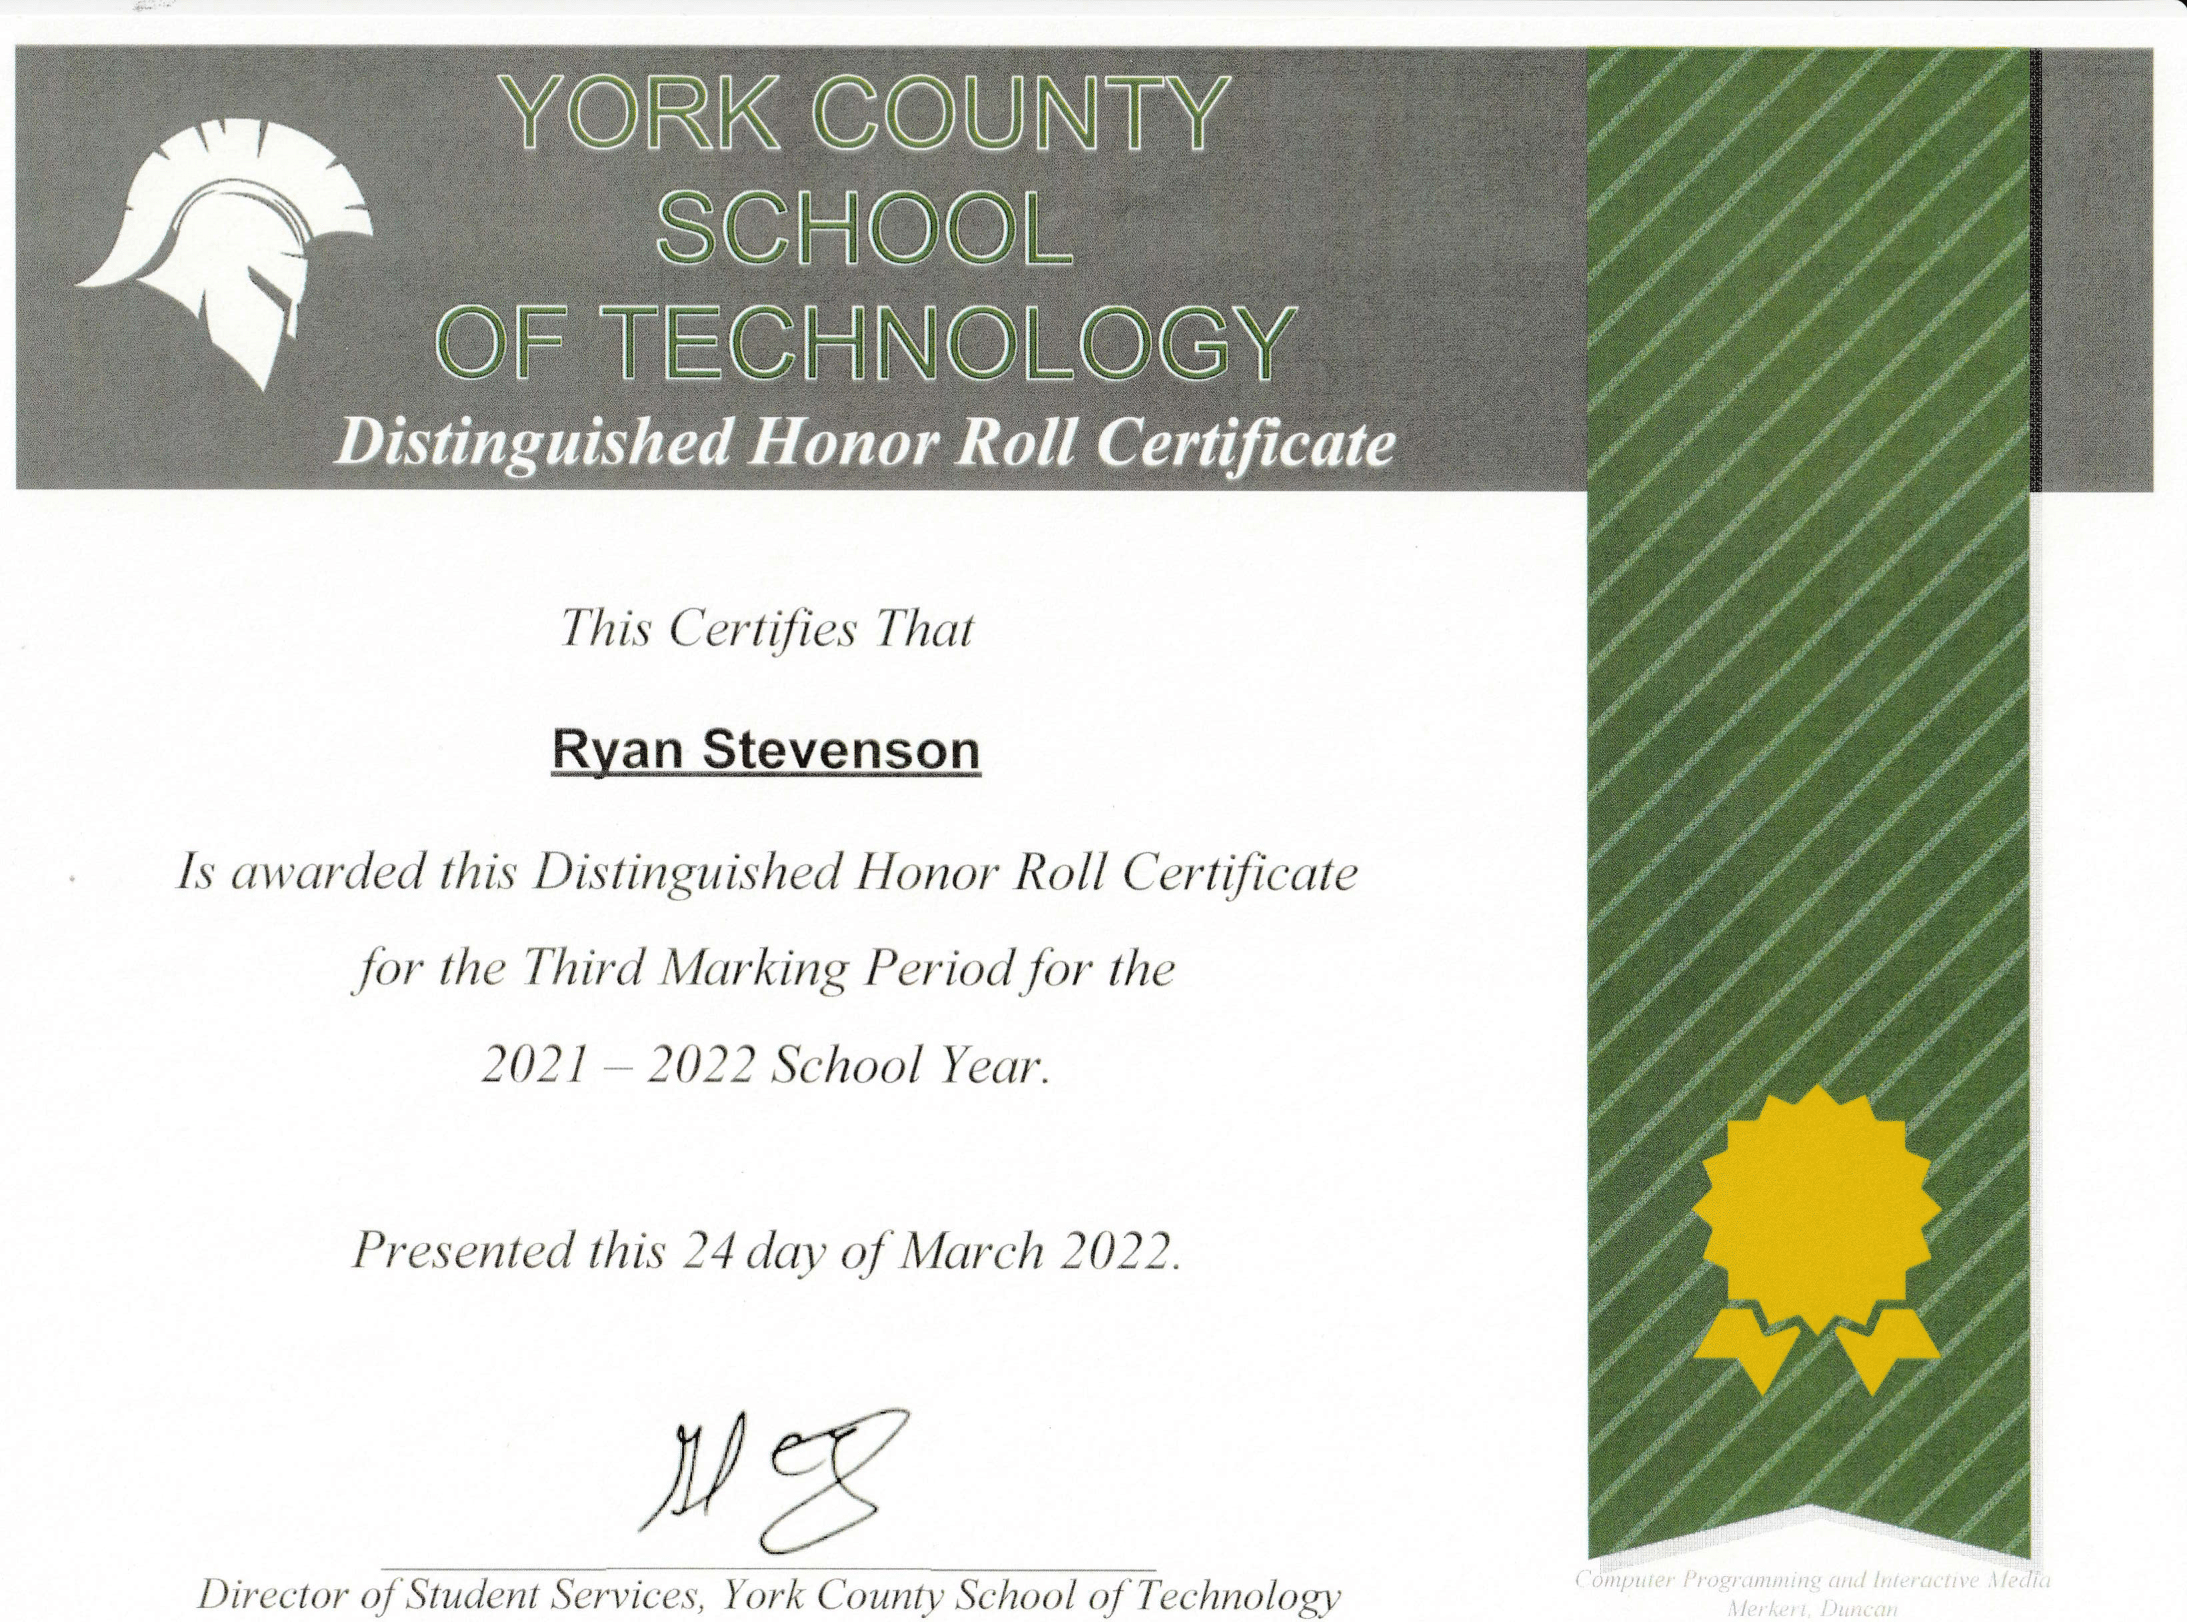 YORK COUNTY
SCHOOL
OF TECHNOLOGY
Distinguished Honor Roll Certificate
This Certifies That
Ryan Stevenson
Is awarded this Distinguished Honor Roll Certificate
for the Third Marking Period for the
2021 – 2022 School Year.
Presented this 24 day of March 2022.
Director of Student Services, York County School of Technology
Computer Programming and Interactive Media
Merkert, Duncan